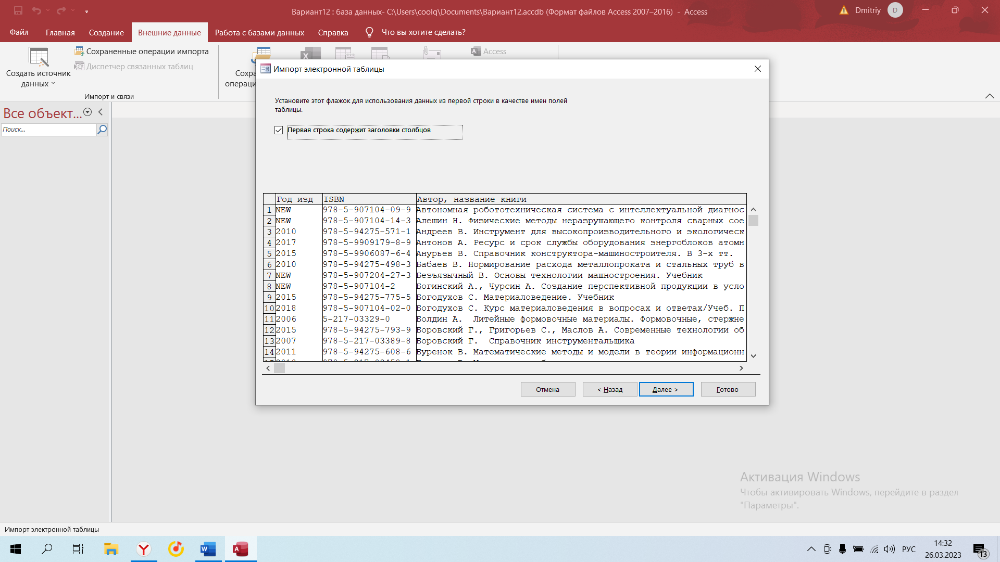 Вариант12 : база данных- C:\Users\coolq\Documents\Вариант12.accdb (Формат файлов Access 2007–2016) - Access
Dmitriy
D
Файл
Главная
Создание
Внешние данные
Работа с базами данных
Справка
Что вы хотите сделать?
Создать источник
данных
Сохраненные операции импорта
Диспетчер связанных таблиц
Импорт и связи
Access
Все объект...
Поиск...
Импорт электронной таблицы
Установите этот флажок для использования данных из первой строки в качестве имен полей
таблицы.
Первая строка содержит заголовки столбцов
Год изд ISBN Автор, название книги
1 NEW 978-5-907104-09-9 Автономная робототехническая система с интеллектуальной диагнос
2 NEW 978-5-907104-14-3 Алешин Н. Физические методы неразрушающего контроля сварных сое
3 2010 978-5-94275-571-1 Андреев В. Инструмент для высокопроизводительного и экологическ
4 2017 978-5-9909179-8-9 Антонов А. Ресурс и срок службы оборудования энергоблоков атомн
5 2015 978-5-9906087-6-4 Анурьев В. Справочник конструктора-машиностроителя. В 3-х тт.
6 2010 978-5-94275-498-3 Бабаев В. Нормирование расхода металлопроката и стальных труб в
7 NEW 978-5-907204-27-3 Безъязычный В. Основы технологии машностроения. Учебник
8 NEW 978-5-907104-2 Богинский А., Чурсин А. Создание перспективной продукции в усло
9 2015 978-5-94275-775-5 Богодухов С. Материаловедение. Учебник
10 2018 978-5-907104-02-0 Богодухов С. Курс материаловедения в вопросах и ответах/Учеб. П
11 2006 5-217-03329-0 Болдин А. Литейные формовочные материалы. Формовочные, стержне
12 2015 978-5-94275-793-9 Боровский Г., Григорьев С., Маслов А. Современные технологии об
13 2007 978-5-217-03389-8 Боровский Г. Справочник инструментальщика
14 2011 978-5-94275-608-6 Буренок В. Математические методы и модели в теории информационн
Отмена
< Назад
Далее >
Готово
Активация Windows
Чтобы активировать Windows, перейдите в раздел
"Параметры".
Импорт электронной таблицы
РУС
14:32
26.03.2023
13